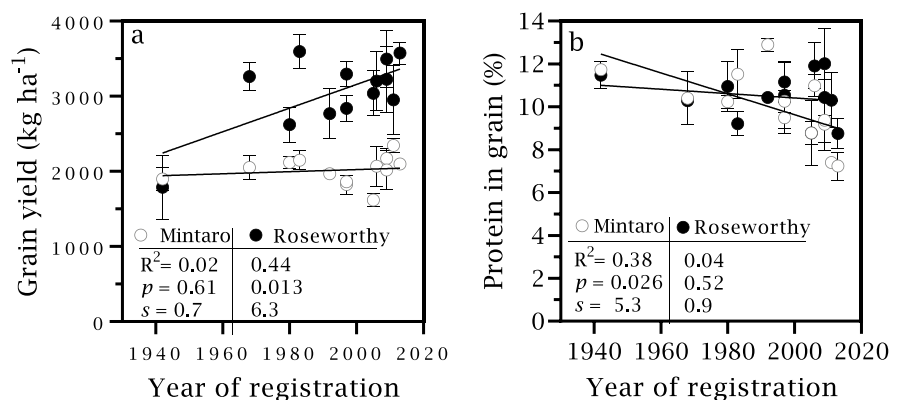 4000
3000
2000
1000
0
Grain yield (kg ha⁻¹)
a
Mintaro Roseworthy
R²= 0.02 0.44
p = 0.61 0.013
s = 0.7 6.3
1940 1960 1980 2000 2020
Year of registration
14
12
10
8
6
4
2
0
Protein in grain (%)
b
Mintaro Roseworthy
R²= 0.38 0.04
p = 0.026 0.52
s = 5.3 0.9
1940 1960 1980 2000 2020
Year of registration